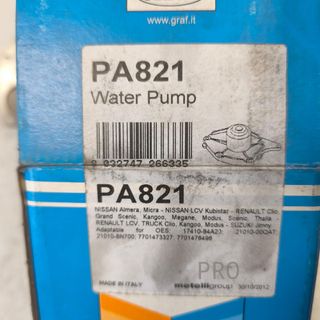 www.graf.it
PA821
Water Pump
8 032747 266335
PA821
NISSAN Almera, Micra - NISSAN LCV Kubistar - RENAULT Clio,
Grand Scenic, Kangoo, Megane, Modus, Scenic, Thalia -
RENAULT LCV, TRUCK Clio, Kangoo, Modus - SUZUKI Jimny.
Adaptable for OES: 17410-84A20; 21010-00QAT;
21010-BN700; 7701473327; 7701478496
PRO
MADE IN ITALY metelligroup 30/10/2012